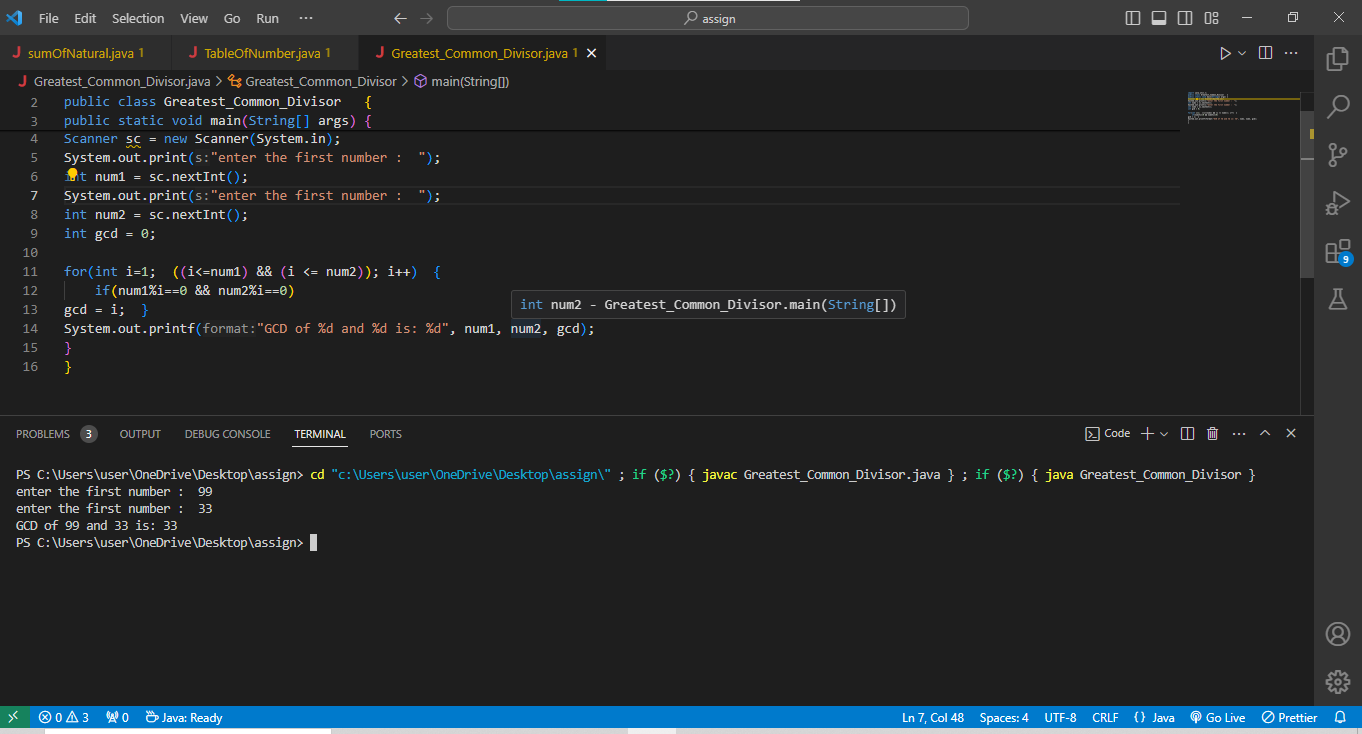 File Edit Selection View Go Run ··· assign
sumOfNatural.java 1 TableOfNumber.java 1 Greatest_Common_Divisor.java 1
Greatest_Common_Divisor.java > Greatest_Common_Divisor > main(String[])
2 public class Greatest_Common_Divisor {
3 public static void main(String[] args) {
4 Scanner sc = new Scanner(System.in);
5 System.out.print(s:"enter the first number :  ");
6 int num1 = sc.nextInt();
7 System.out.print(s:"enter the first number :  ");
8 int num2 = sc.nextInt();
9 int gcd = 0;
10
11 for(int i=1;  ((i<=num1) && (i <= num2)); i++)  {
12 if(num1%i==0 && num2%i==0)
int num2 - Greatest_Common_Divisor.main(String[])
13 gcd = i;  }
14 System.out.printf(format:"GCD of %d and %d is: %d", num1, num2, gcd);
15 }
16 }
PROBLEMS 3 OUTPUT DEBUG CONSOLE TERMINAL PORTS Code
PS C:\Users\user\OneDrive\Desktop\assign> cd "c:\Users\user\OneDrive\Desktop\assign\" ; if ($?) { javac Greatest_Common_Divisor.java } ; if ($?) { java Greatest_Common_Divisor }
enter the first number :  99
enter the first number :  33
GCD of 99 and 33 is: 33
PS C:\Users\user\OneDrive\Desktop\assign>
9
0 3 0 Java: Ready Ln 7, Col 48 Spaces: 4 UTF-8 CRLF {} Java Go Live Prettier